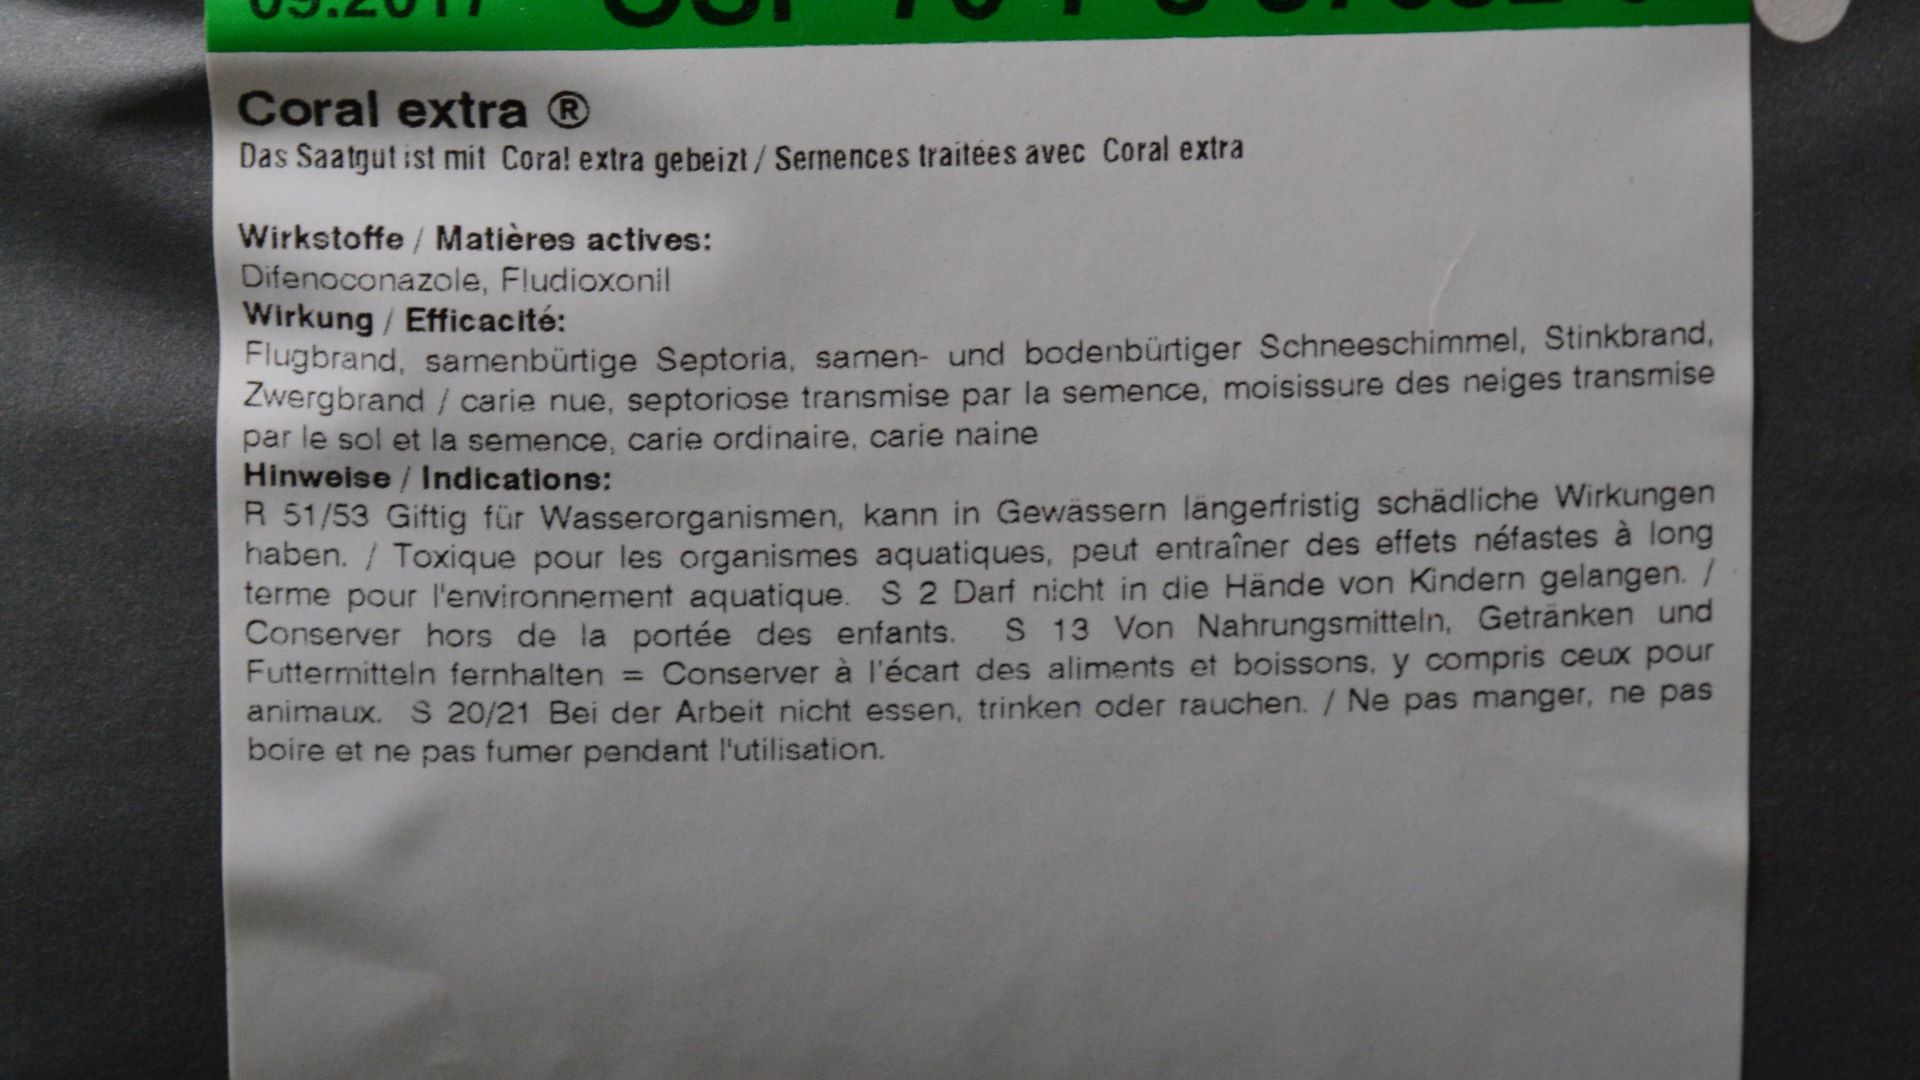 09.2017
Coral extra ®
Das Saatgut ist mit Coral extra gebeizt / Semences traitées avec Coral extra
Wirkstoffe / Matières actives:
Difenoconazole, Fludioxonil
Wirkung / Efficacité:
Flugbrand, samenbürtige Septoria, samen- und bodenbürtiger Schneeschimmel, Stinkbrand,
Zwergbrand / carie nue, septoriose transmise par la semence, moisissure des neiges transmise
par le sol et la semence, carie ordinaire, carie naine
Hinweise / Indications:
R 51/53 Giftig für Wasserorganismen, kann in Gewässern längerfristig schädliche Wirkungen
haben. / Toxique pour les organismes aquatiques, peut entraîner des effets néfastes à long
terme pour l'environnement aquatique. S 2 Darf nicht in die Hände von Kindern gelangen. /
Conserver hors de la portée des enfants. S 13 Von Nahrungsmitteln, Getränken und
Futtermitteln fernhalten = Conserver à l'écart des aliments et boissons, y compris ceux pour
animaux. S 20/21 Bei der Arbeit nicht essen, trinken oder rauchen. / Ne pas manger, ne pas
boire et ne pas fumer pendant l'utilisation.